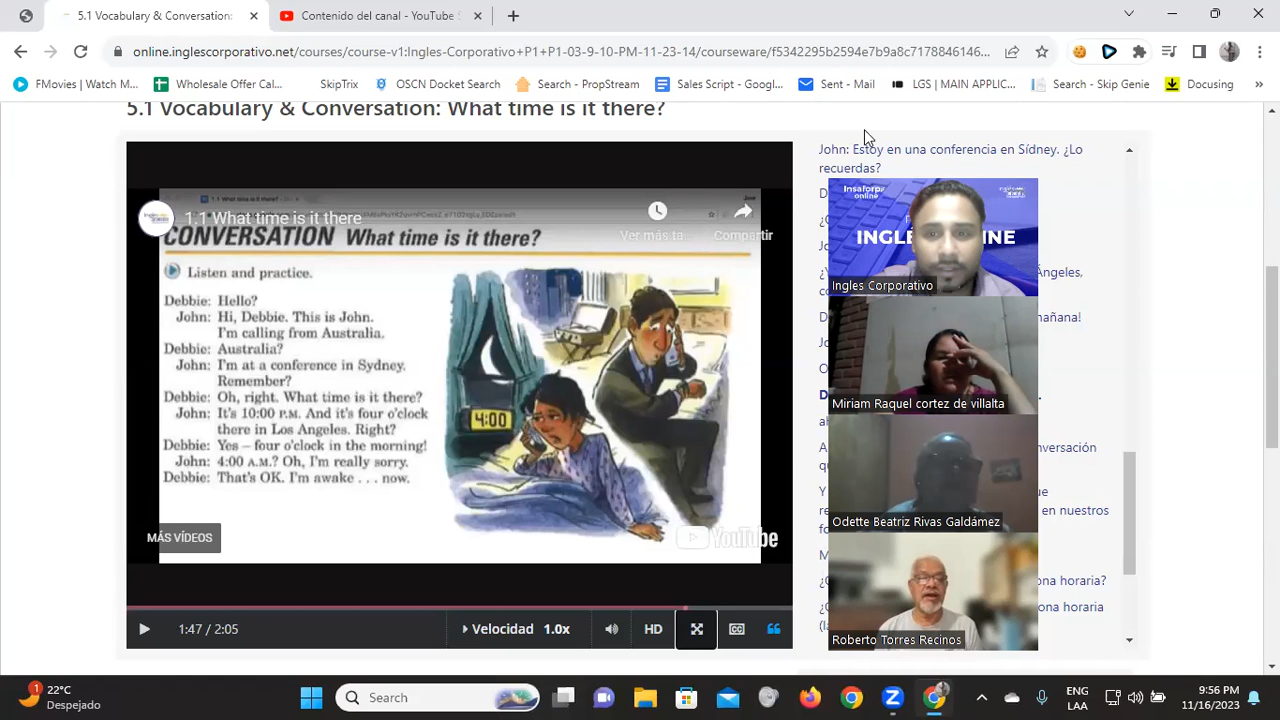 5.1 Vocabulary & Conversation:
Contenido del canal - YouTube S
online.inglescorporativo.net/courses/course-v1:Ingles-Corporativo+P1+P1-03-9-10-PM-11-23-14/courseware/f5342295b2594e7b9a8c7178846146...
FMovies | Watch M...
Wholesale Offer Cal...
SkipTrix
OSCN Docket Search
Search - PropStream
Sales Script - Googl...
Sent - Mail
LGS | MAIN APPLIC...
Search - Skip Genie
Docusing
»
5.1 Vocabulary & Conversation: What time is it there?
1.1 What time is it there
Ver más ta...
Compartir
CONVERSATION What time is it there?
Listen and practice.
Debbie: Hello?
John: Hi, Debbie. This is John.
I'm calling from Australia.
Debbie: Australia?
John: I'm at a conference in Sydney.
Remember?
Debbie: Oh, right. What time is it there?
John: It's 10:00 P.M. And it's four o'clock
there in Los Angeles. Right?
Debbie: Yes – four o'clock in the morning!
John: 4:00 A.M.? Oh, I'm really sorry.
Debbie: That's OK. I'm awake . . . now.
4:00
MÁS VÍDEOS
YouTube
1:47 / 2:05
Velocidad 1.0x
HD
John: Estoy en una conferencia en Sídney. ¿Lo
recuerdas?
Insaforp
online
INGLÉ
INE
Ingles Corporativo
Ángeles,
mañana!
Miriam Raquel cortez de villalta
versación
ue
en nuestros
Odette Beatriz Rivas Galdámez
ona horaria?
ona horaria
Roberto Torres Recinos
1
22°C
Despejado
Search
ENG
LAA
9:56 PM
11/16/2023